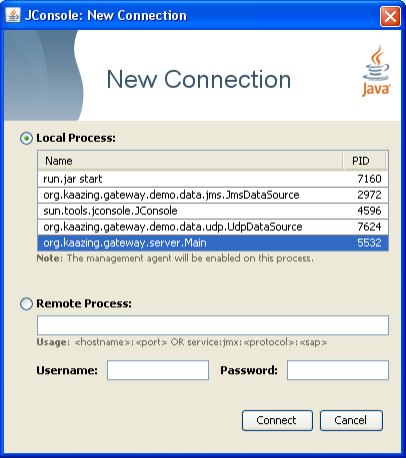 JConsole: New Connection
New Connection
Java
Local Process:
Name PID
run.jar start 7160
org.kaazing.gateway.demo.data.jms.JmsDataSource 2972
sun.tools.jconsole.JConsole 4596
org.kaazing.gateway.demo.data.udp.UdpDataSource 7624
org.kaazing.gateway.server.Main 5532
Note: The management agent will be enabled on this process.
Remote Process:
Usage: <hostname>:<port> OR service:jmx:<protocol>:<sap>
Username: Password:
Connect Cancel